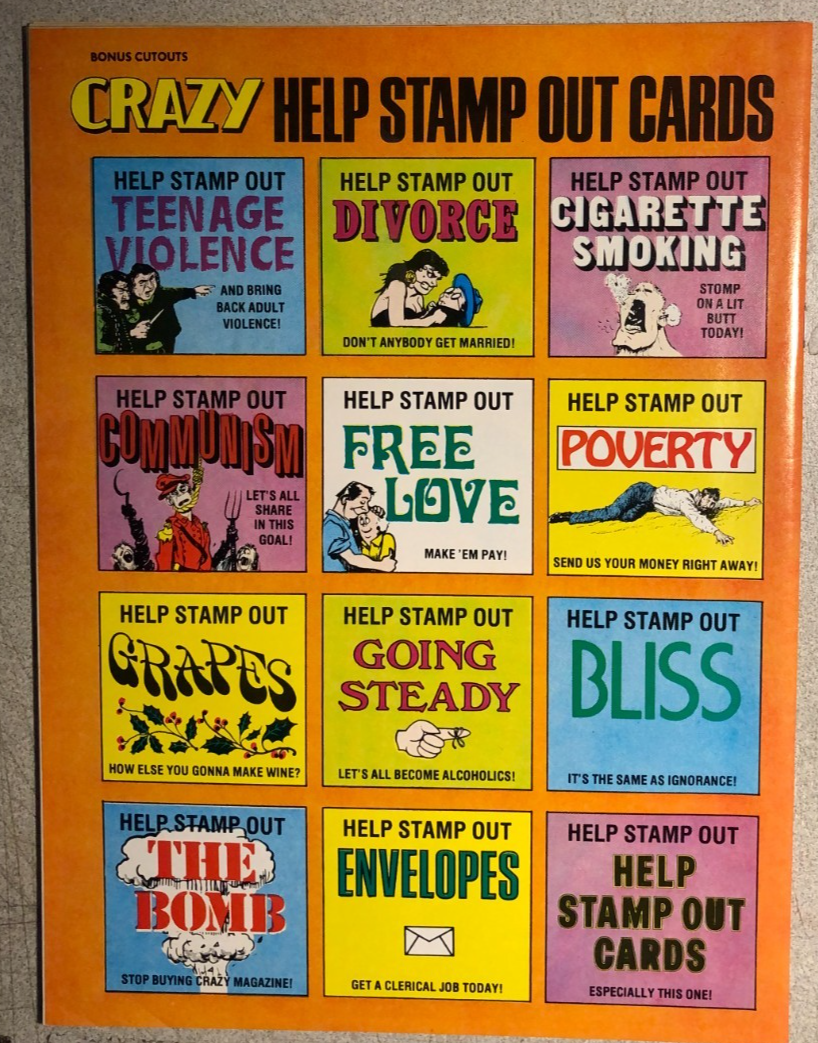 BONUS CUTOUTS
CRAZY HELP STAMP OUT CARDS
HELP STAMP OUT
TEENAGE
VIOLENCE
AND BRING
BACK ADULT
VIOLENCE!
HELP STAMP OUT
DIVORCE
DON'T ANYBODY GET MARRIED!
HELP STAMP OUT
CIGARETTE
SMOKING
STOMP
ON A LIT
BUTT
TODAY!
HELP STAMP OUT
COMMUNISM
LET'S ALL
SHARE
IN THIS
GOAL!
HELP STAMP OUT
FREE
LOVE
MAKE 'EM PAY!
HELP STAMP OUT
POVERTY
SEND US YOUR MONEY RIGHT AWAY!
HELP STAMP OUT
GRAPES
HOW ELSE YOU GONNA MAKE WINE?
HELP STAMP OUT
GOING
STEADY
LET'S ALL BECOME ALCOHOLICS!
HELP STAMP OUT
BLISS
IT'S THE SAME AS IGNORANCE!
HELP STAMP OUT
THE
BOMB
STOP BUYING CRAZY MAGAZINE!
HELP STAMP OUT
ENVELOPES
GET A CLERICAL JOB TODAY!
HELP STAMP OUT
HELP
STAMP OUT
CARDS
ESPECIALLY THIS ONE!